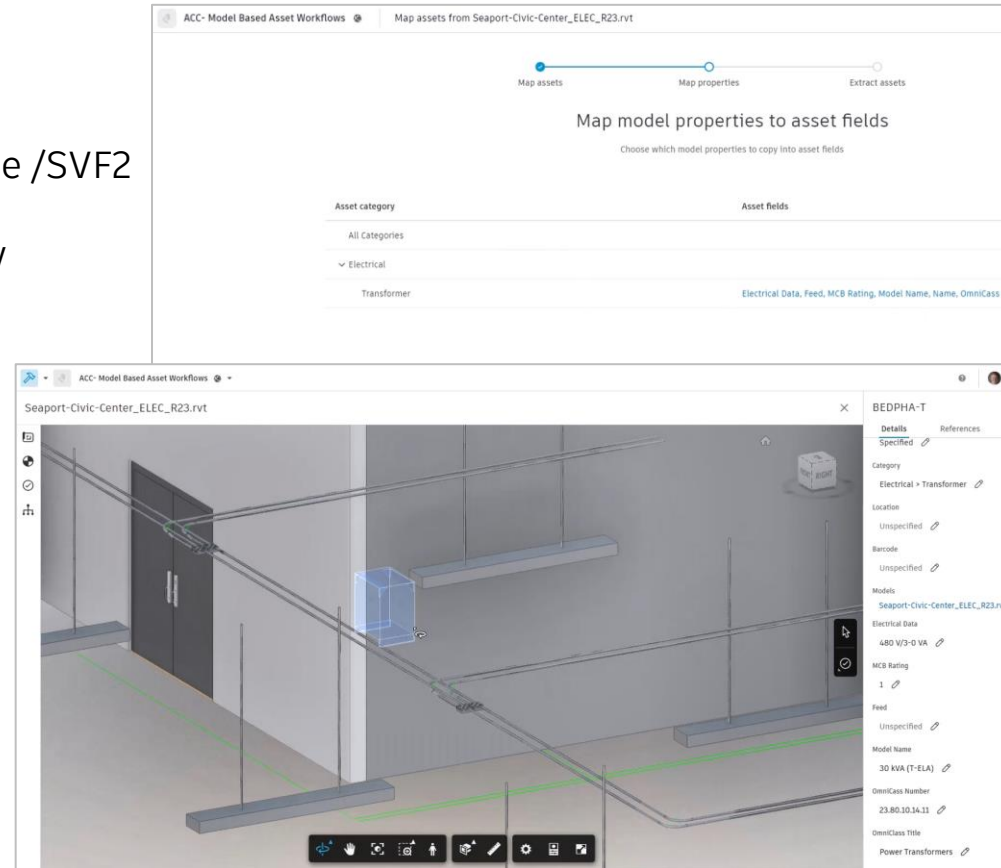 e /SVF2
ACC- Model Based Asset Workflows
Map assets from Seaport-Civic-Center_ELEC_R23.rvt
Map assets
Map properties
Extract assets
Map model properties to asset fields
Choose which model properties to copy into asset fields
Asset category
Asset fields
All Categories
Electrical
Transformer
Electrical Data, Feed, MCB Rating, Model Name, Name, OmniCass
ACC- Model Based Asset Workflows
Seaport-Civic-Center_ELEC_R23.rvt
BEDPHA-T
Details
References
Specified
Category
Electrical > Transformer
Location
Unspecified
Barcode
Unspecified
Models
Seaport-Civic-Center_ELEC_R23.r
Electrical Data
480 V/3-0 VA
MCB Rating
1
Feed
Unspecified
Model Name
30 kVA (T-ELA)
OmniCass Number
23.80.10.14.11
OmniClass Title
Power Transformers
RIGHT